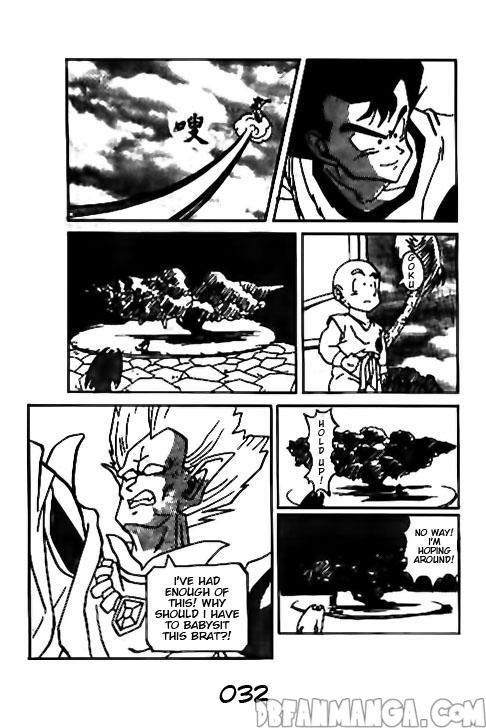 嗖
GOKU
HOLD UP!
I'VE HAD
ENOUGH OF
THIS! WHY
SHOULD I HAVE
TO BABYSIT
THIS BRAT?!
NO WAY!
I'M
HOPING
AROUND!
032
DBFANMANGA.COM